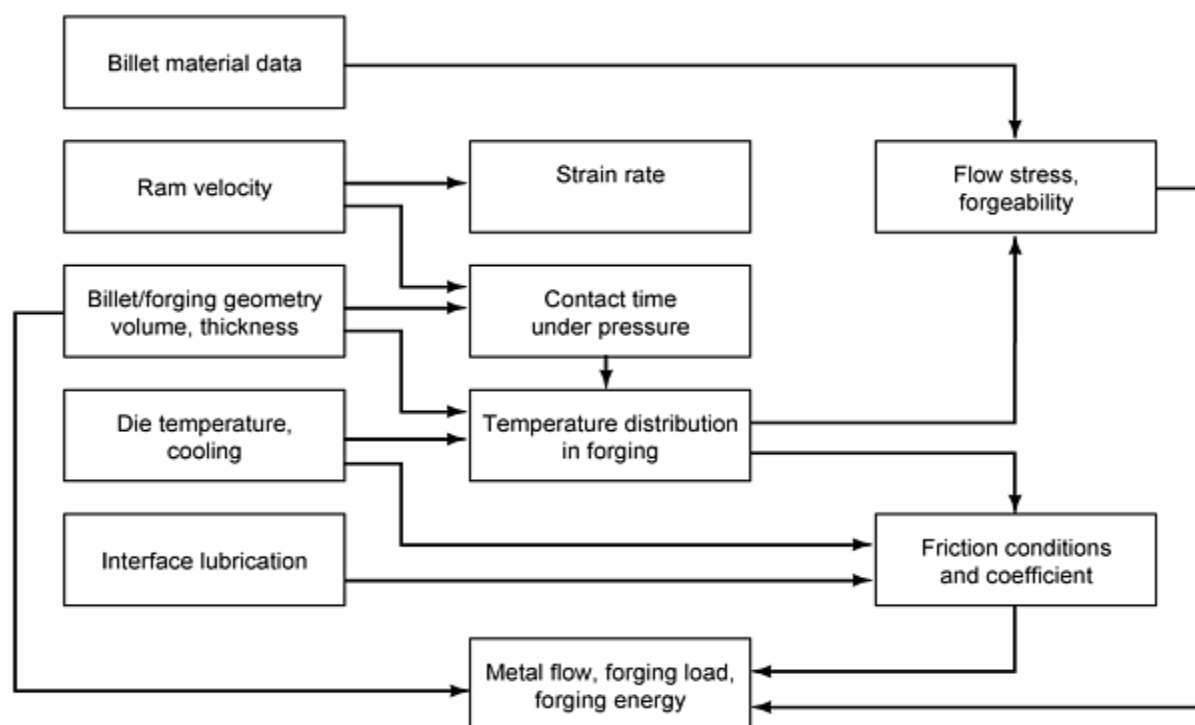 Billet material data
Ram velocity
Strain rate
Flow stress,
forgeability
Billet/forging geometry
volume, thickness
Contact time
under pressure
Die temperature,
cooling
Temperature distribution
in forging
Interface lubrication
Friction conditions
and coefficient
Metal flow, forging load,
forging energy